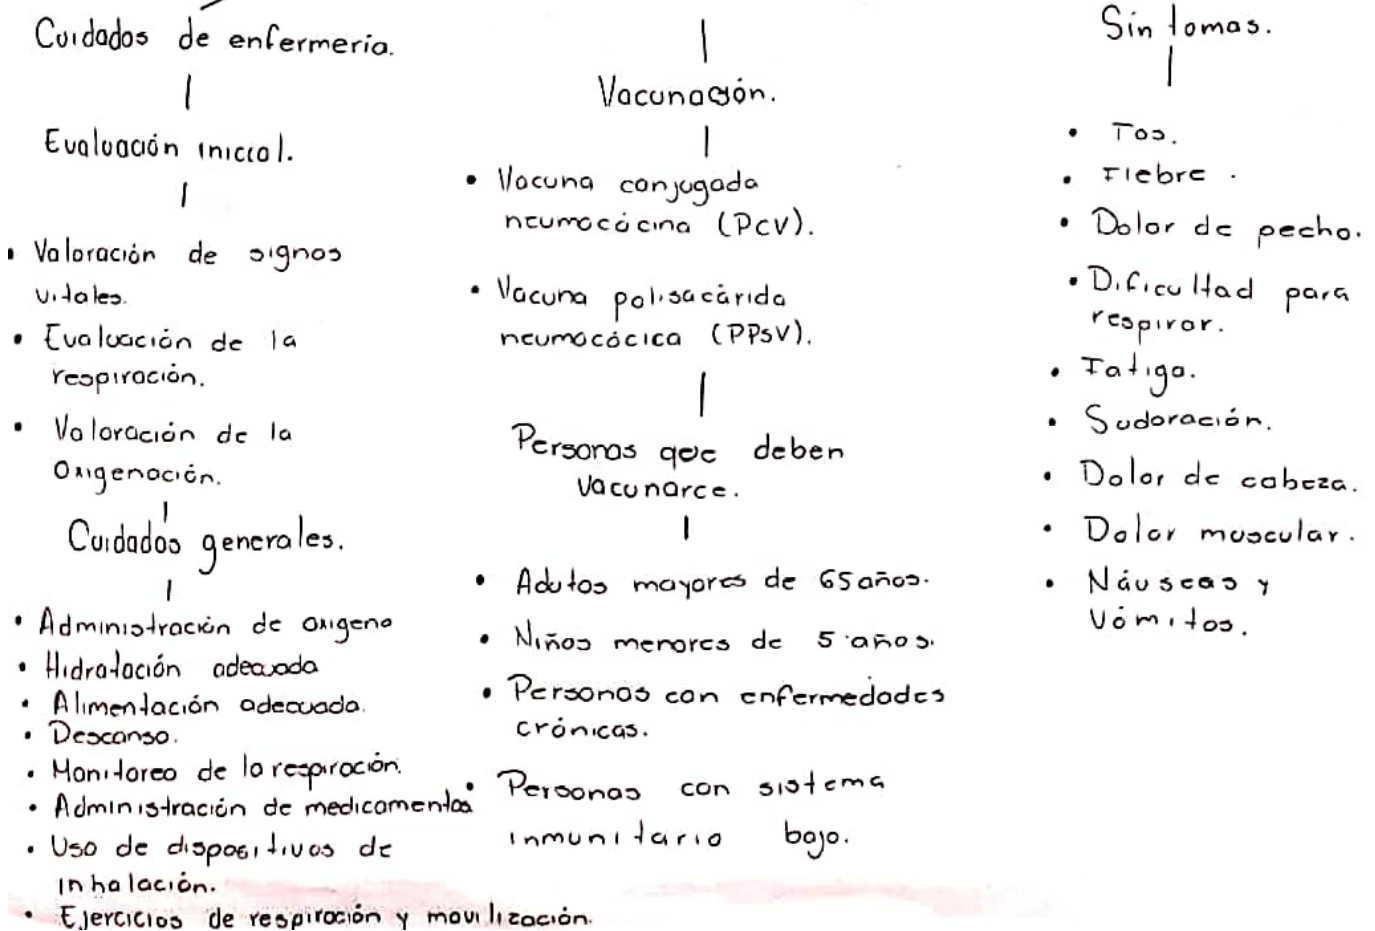 Cuidados de enfermería.
Evaluación inicial.
• Valoración de signos
vitales.
• Evaluación de la
respiración.
• Valoración de la
Oxigenación.
Cuidados generales.
• Administración de oxigeno
• Hidratación adecuada
• Alimentación adecuada.
• Descanso.
• Monitoreo de la respiración.
• Administración de medicamentos
• Uso de dispositivos de
inhalación.
• Ejercicios de respiración y movilización.
Vacunación.
• Vacuna conjugada
neumocócina (PCV).
• Vacuna polisacárida
neumocócica (PPSV).
Personas que deben
vacunarce.
• Adutos mayores de 65 años.
• Niños menores de 5 años.
• Personas con enfermedades
crónicas.
• Personas con sistema
inmunitario bajo.
Sintomas.
• Tos.
• Fiebre.
• Dolor de pecho.
• Dificultad para
respirar.
• Fatiga.
• Sudoración.
• Dolor de cabeza.
• Dolor muscular.
• Náuseas y
Vómitos.